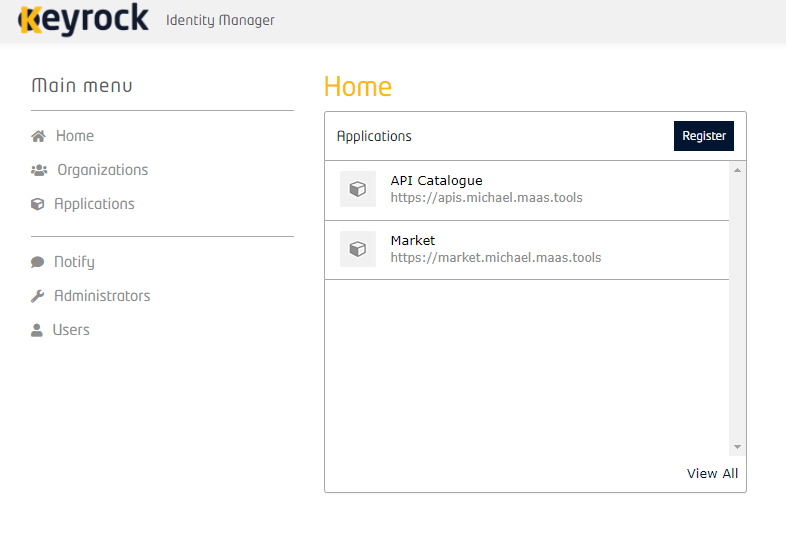 Keyrock Identity Manager
Main menu
Home
Organizations
Applications
Notify
Administrators
Users
Home
Applications
Register
API Catalogue
https://apis.michael.maas.tools
Market
https://market.michael.maas.tools
View All